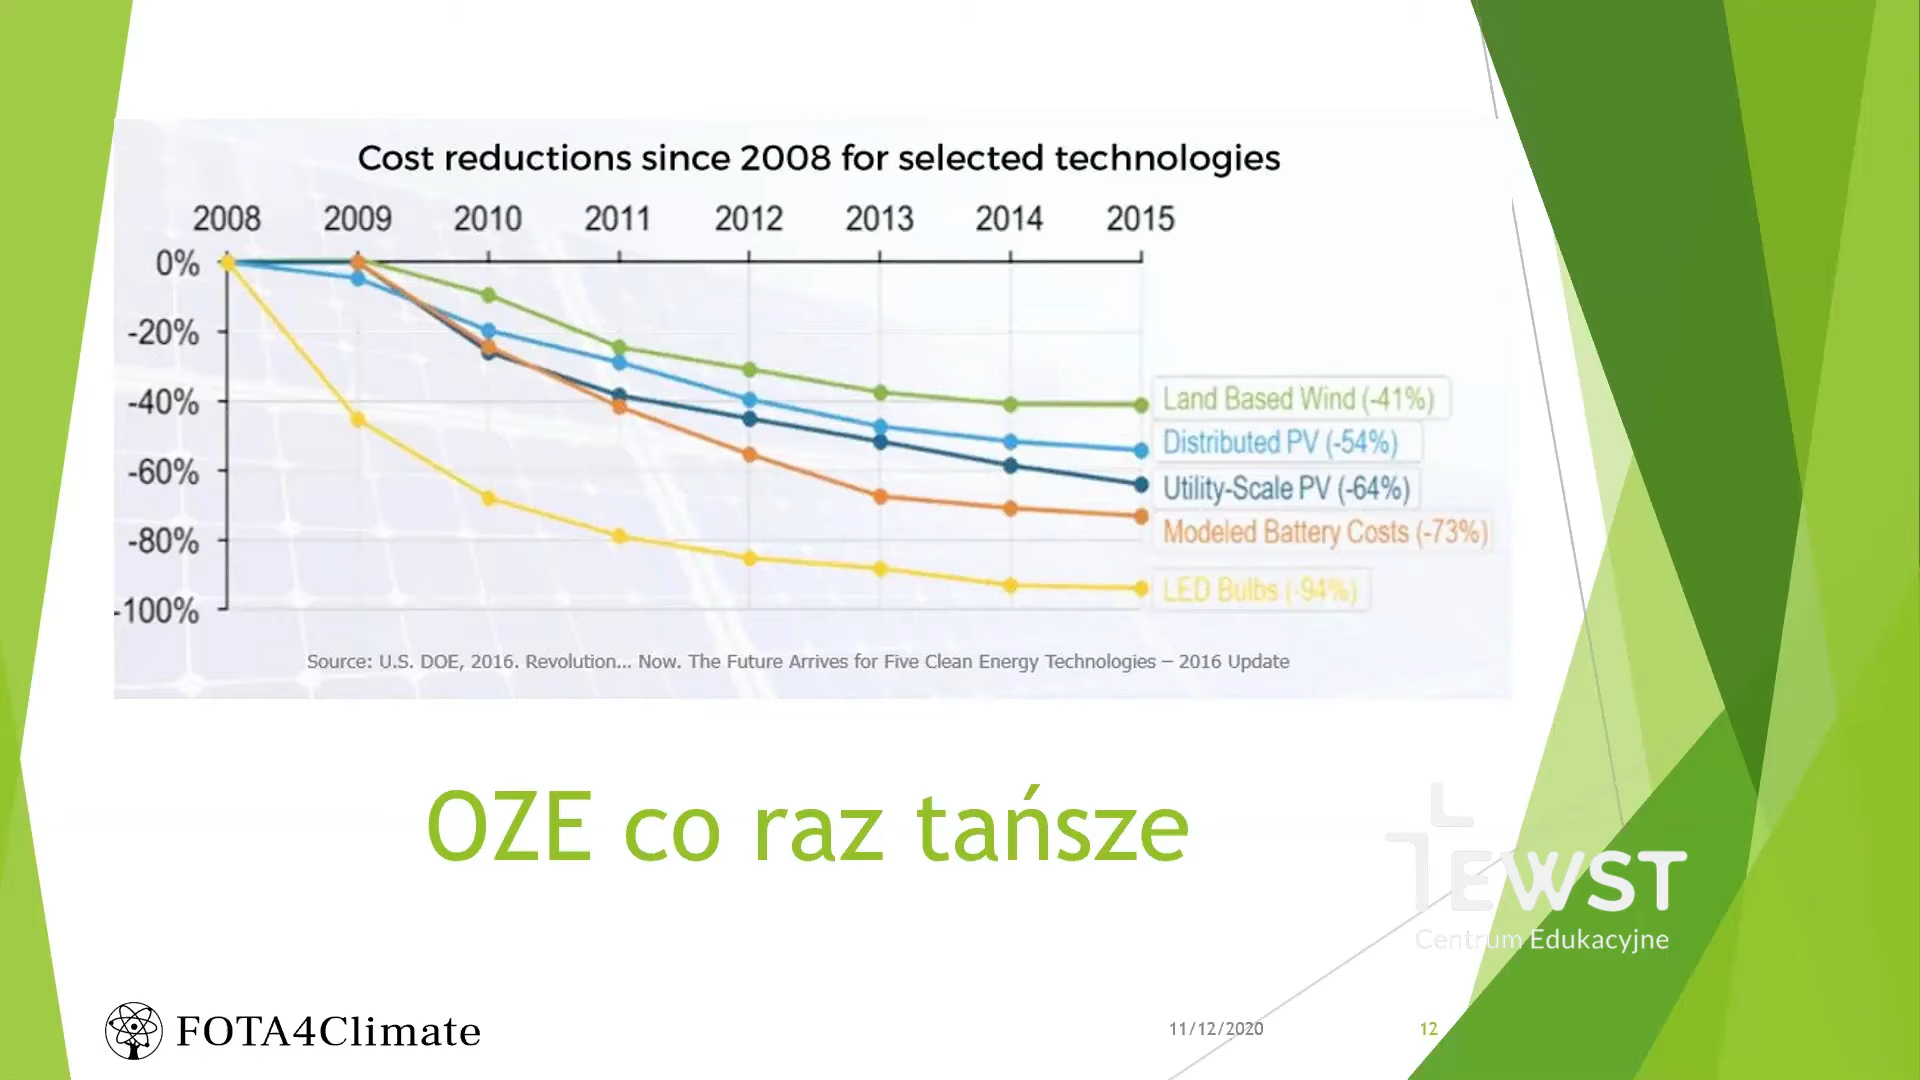 Cost reductions since 2008 for selected technologies
2008 2009 2010 2011 2012 2013 2014 2015
0%
-20%
-40%
-60%
-80%
-100%
Land Based Wind (-41%)
Distributed PV (-54%)
Utility-Scale PV (-64%)
Modeled Battery Costs (-73%)
LED Bulbs (-94%)
Source: U.S. DOE, 2016. Revolution... Now. The Future Arrives for Five Clean Energy Technologies – 2016 Update
OZE co raz tańsze
EWST
Centrum Edukacyjne
FOTA4Climate
11/12/2020
12